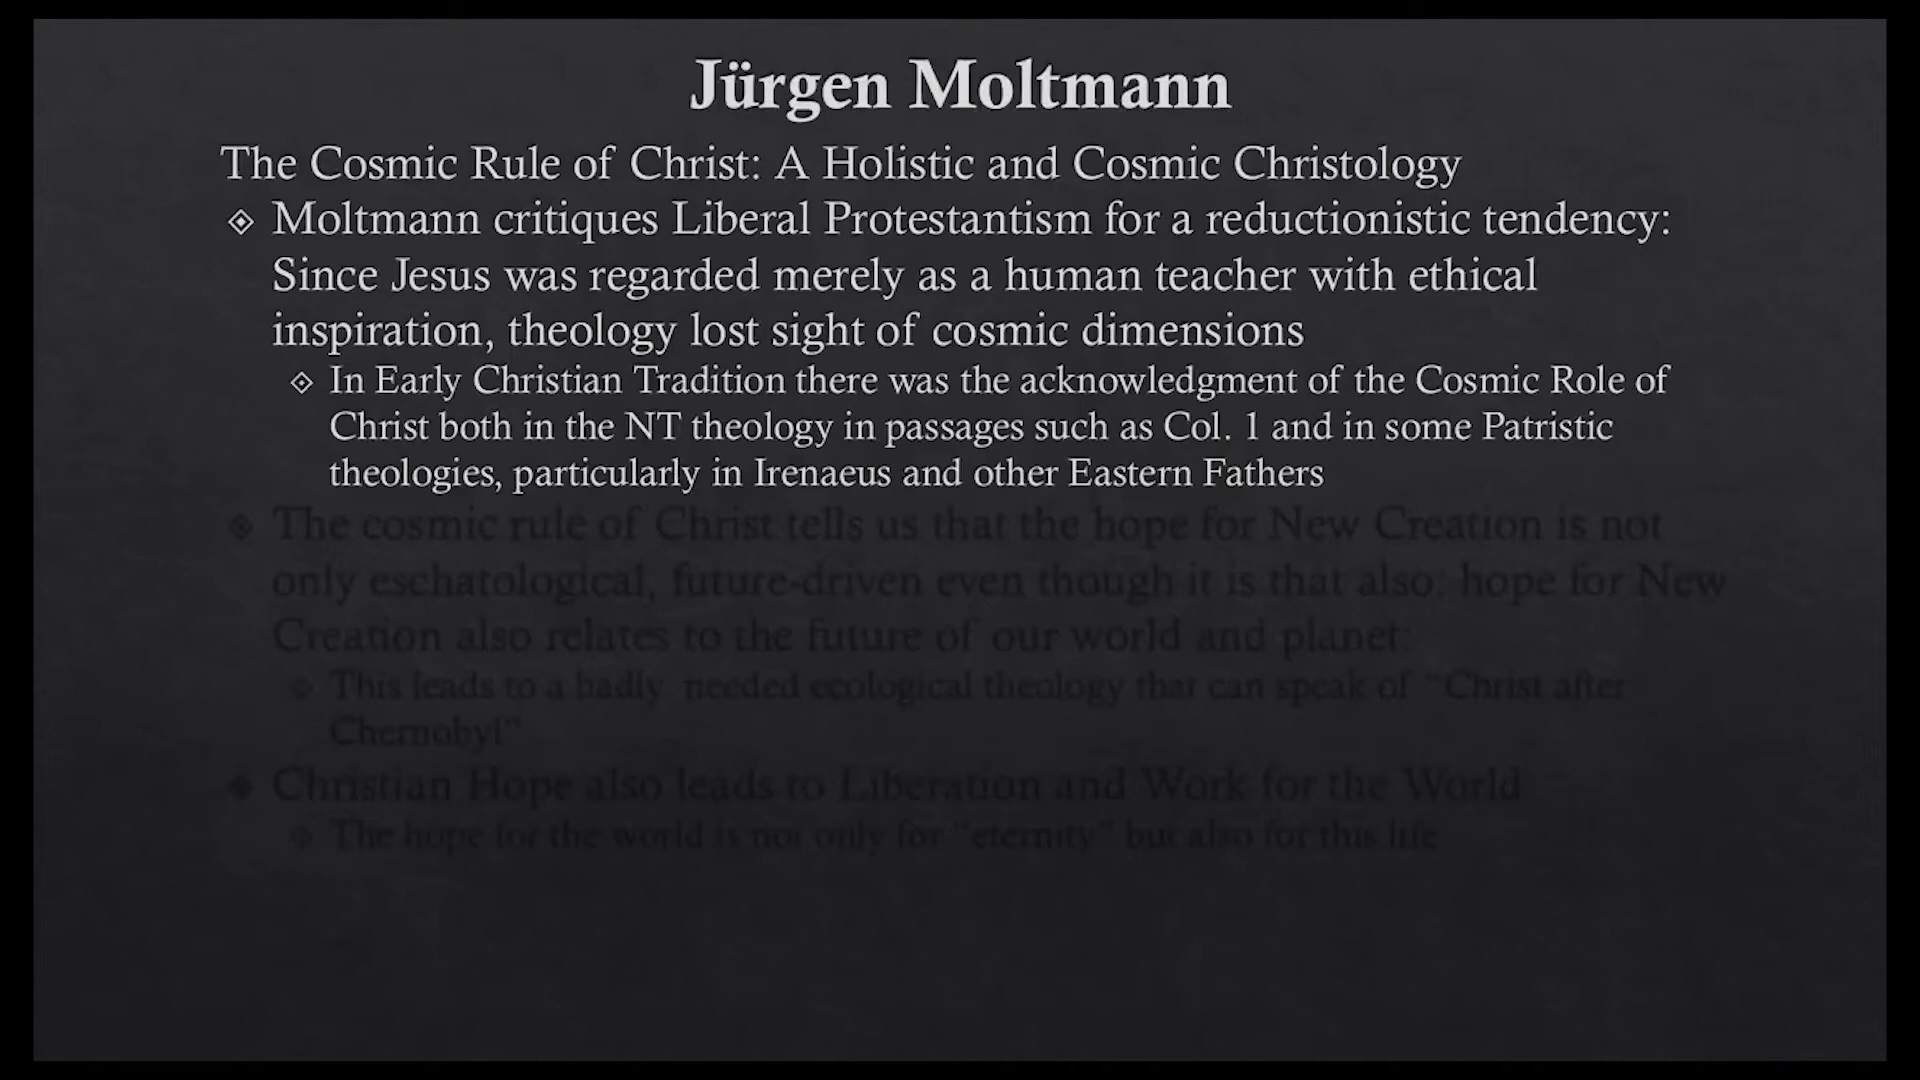 Jürgen Moltmann
The Cosmic Rule of Christ: A Holistic and Cosmic Christology
Moltmann critiques Liberal Protestantism for a reductionistic tendency:
Since Jesus was regarded merely as a human teacher with ethical
inspiration, theology lost sight of cosmic dimensions
In Early Christian Tradition there was the acknowledgment of the Cosmic Role of
Christ both in the NT theology in passages such as Col. 1 and in some Patristic
theologies, particularly in Irenaeus and other Eastern Fathers
The cosmic rule of Christ tells us that the hope for New Creation is not
only eschatological, future-driven even though it is that also: hope for New
Creation also relates to the future of our world and planet:
This leads to a badly needed ecological theology that can speak of “Christ after
Chernobyl”
Christian Hope also leads to Liberation and Work for the World
The hope for the world is not only for “eternity” but also for this life